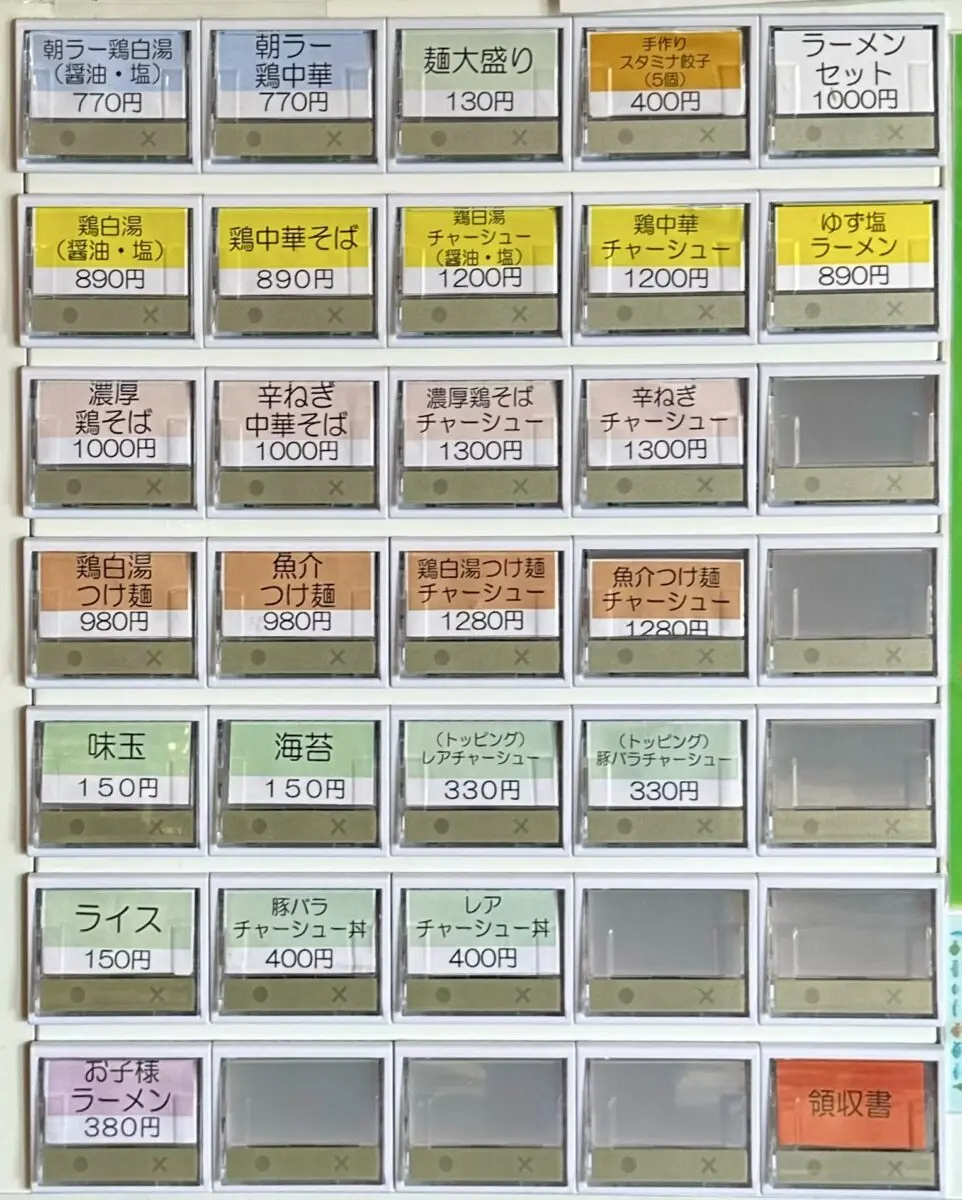 朝ラー鶏白湯
（醤油・塩）
770円
朝ラー
鶏中華
770円
麺大盛り
130円
手作り
スタミナ餃子
（5個）
400円
ラーメン
セット
1000円
鶏白湯
（醤油・塩）
890円
鶏中華そば
890円
鶏白湯
チャーシュー
（醤油・塩）
1200円
鶏中華
チャーシュー
1200円
ゆず塩
ラーメン
890円
濃厚
鶏そば
1000円
辛ねぎ
中華そば
1000円
濃厚鶏そば
チャーシュー
1300円
辛ねぎ
チャーシュー
1300円
鶏白湯
つけ麺
980円
魚介
つけ麺
980円
鶏白湯つけ麺
チャーシュー
1280円
魚介つけ麺
チャーシュー
1280円
味玉
150円
海苔
150円
（トッピング）
レアチャーシュー
330円
（トッピング）
豚バラチャーシュー
330円
ライス
150円
豚バラ
チャーシュー丼
400円
レア
チャーシュー丼
400円
お子様
ラーメン
380円
領収書